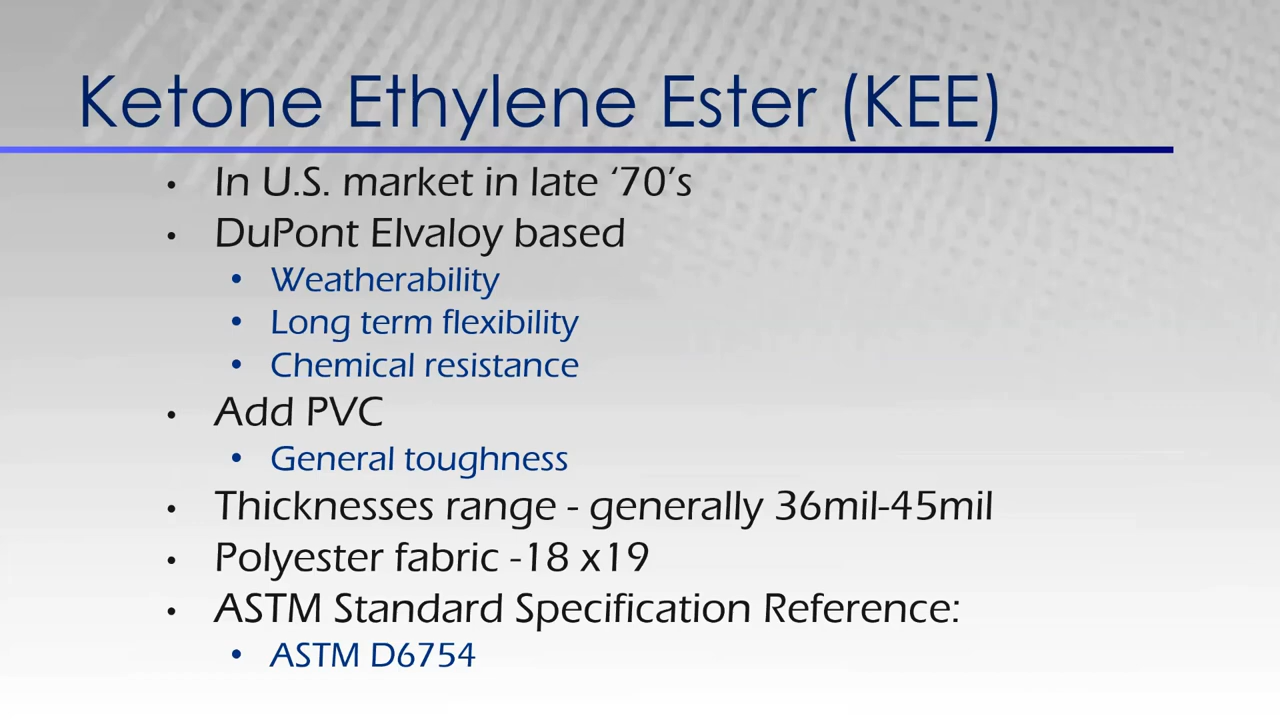 Ketone Ethylene Ester (KEE)
• In U.S. market in late ‘70’s
• DuPont Elvaloy based
• Weatherability
• Long term flexibility
• Chemical resistance
• Add PVC
• General toughness
• Thicknesses range - generally 36mil-45mil
• Polyester fabric -18 x19
• ASTM Standard Specification Reference:
• ASTM D6754